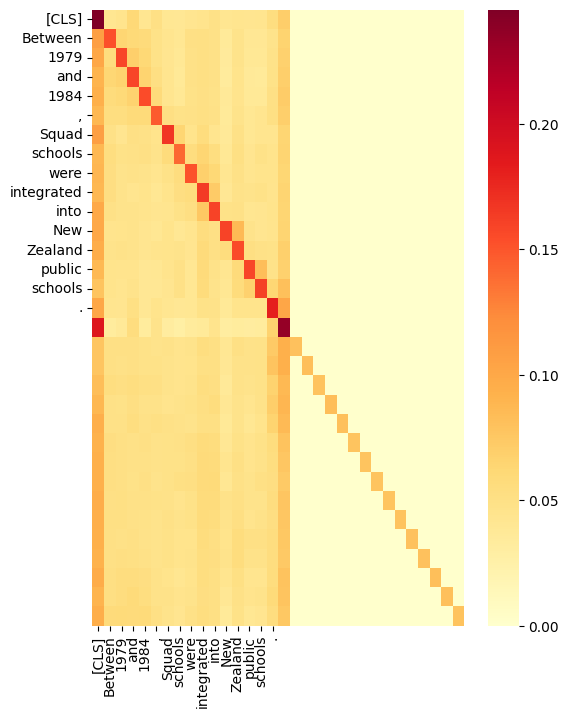 [CLS]
Between
1979
and
1984
,
Squad
schools
were
integrated
into
New
Zealand
public
schools
.
0.20
0.15
0.10
0.05
0.00
[CLS]
Between
1979
and
1984
,
Squad
schools
were
integrated
into
New
Zealand
public
schools
.